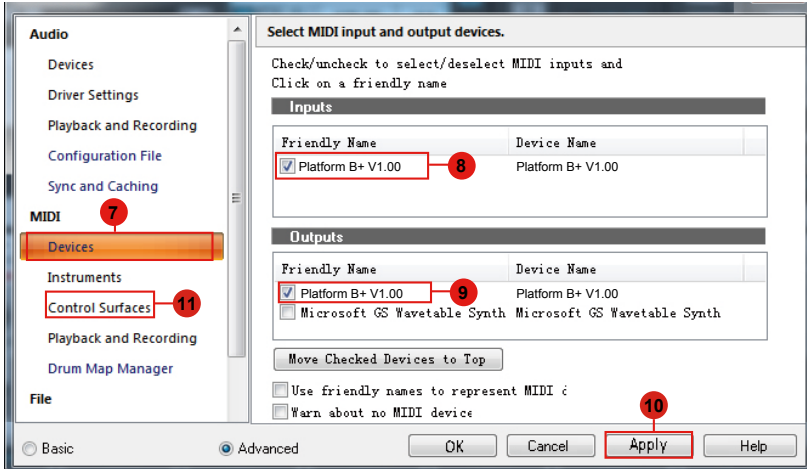 Audio
Devices
Driver Settings
Playback and Recording
Configuration File
Sync and Caching
MIDI
7
Devices
Instruments
Control Surfaces
11
Playback and Recording
Drum Map Manager
File
Select MIDI input and output devices.
Check/uncheck to select/deselect MIDI inputs and
Click on a friendly name
Inputs
Friendly Name Device Name
Platform B+ V1.00 8 Platform B+ V1.00
Outputs
Friendly Name Device Name
Platform B+ V1.00 9 Platform B+ V1.00
Microsoft GS Wavetable Synth Microsoft GS Wavetable Synth
Move Checked Devices to Top
Use friendly names to represent MIDI
Warn about no MIDI device
10
Basic Advanced OK Cancel Apply Help